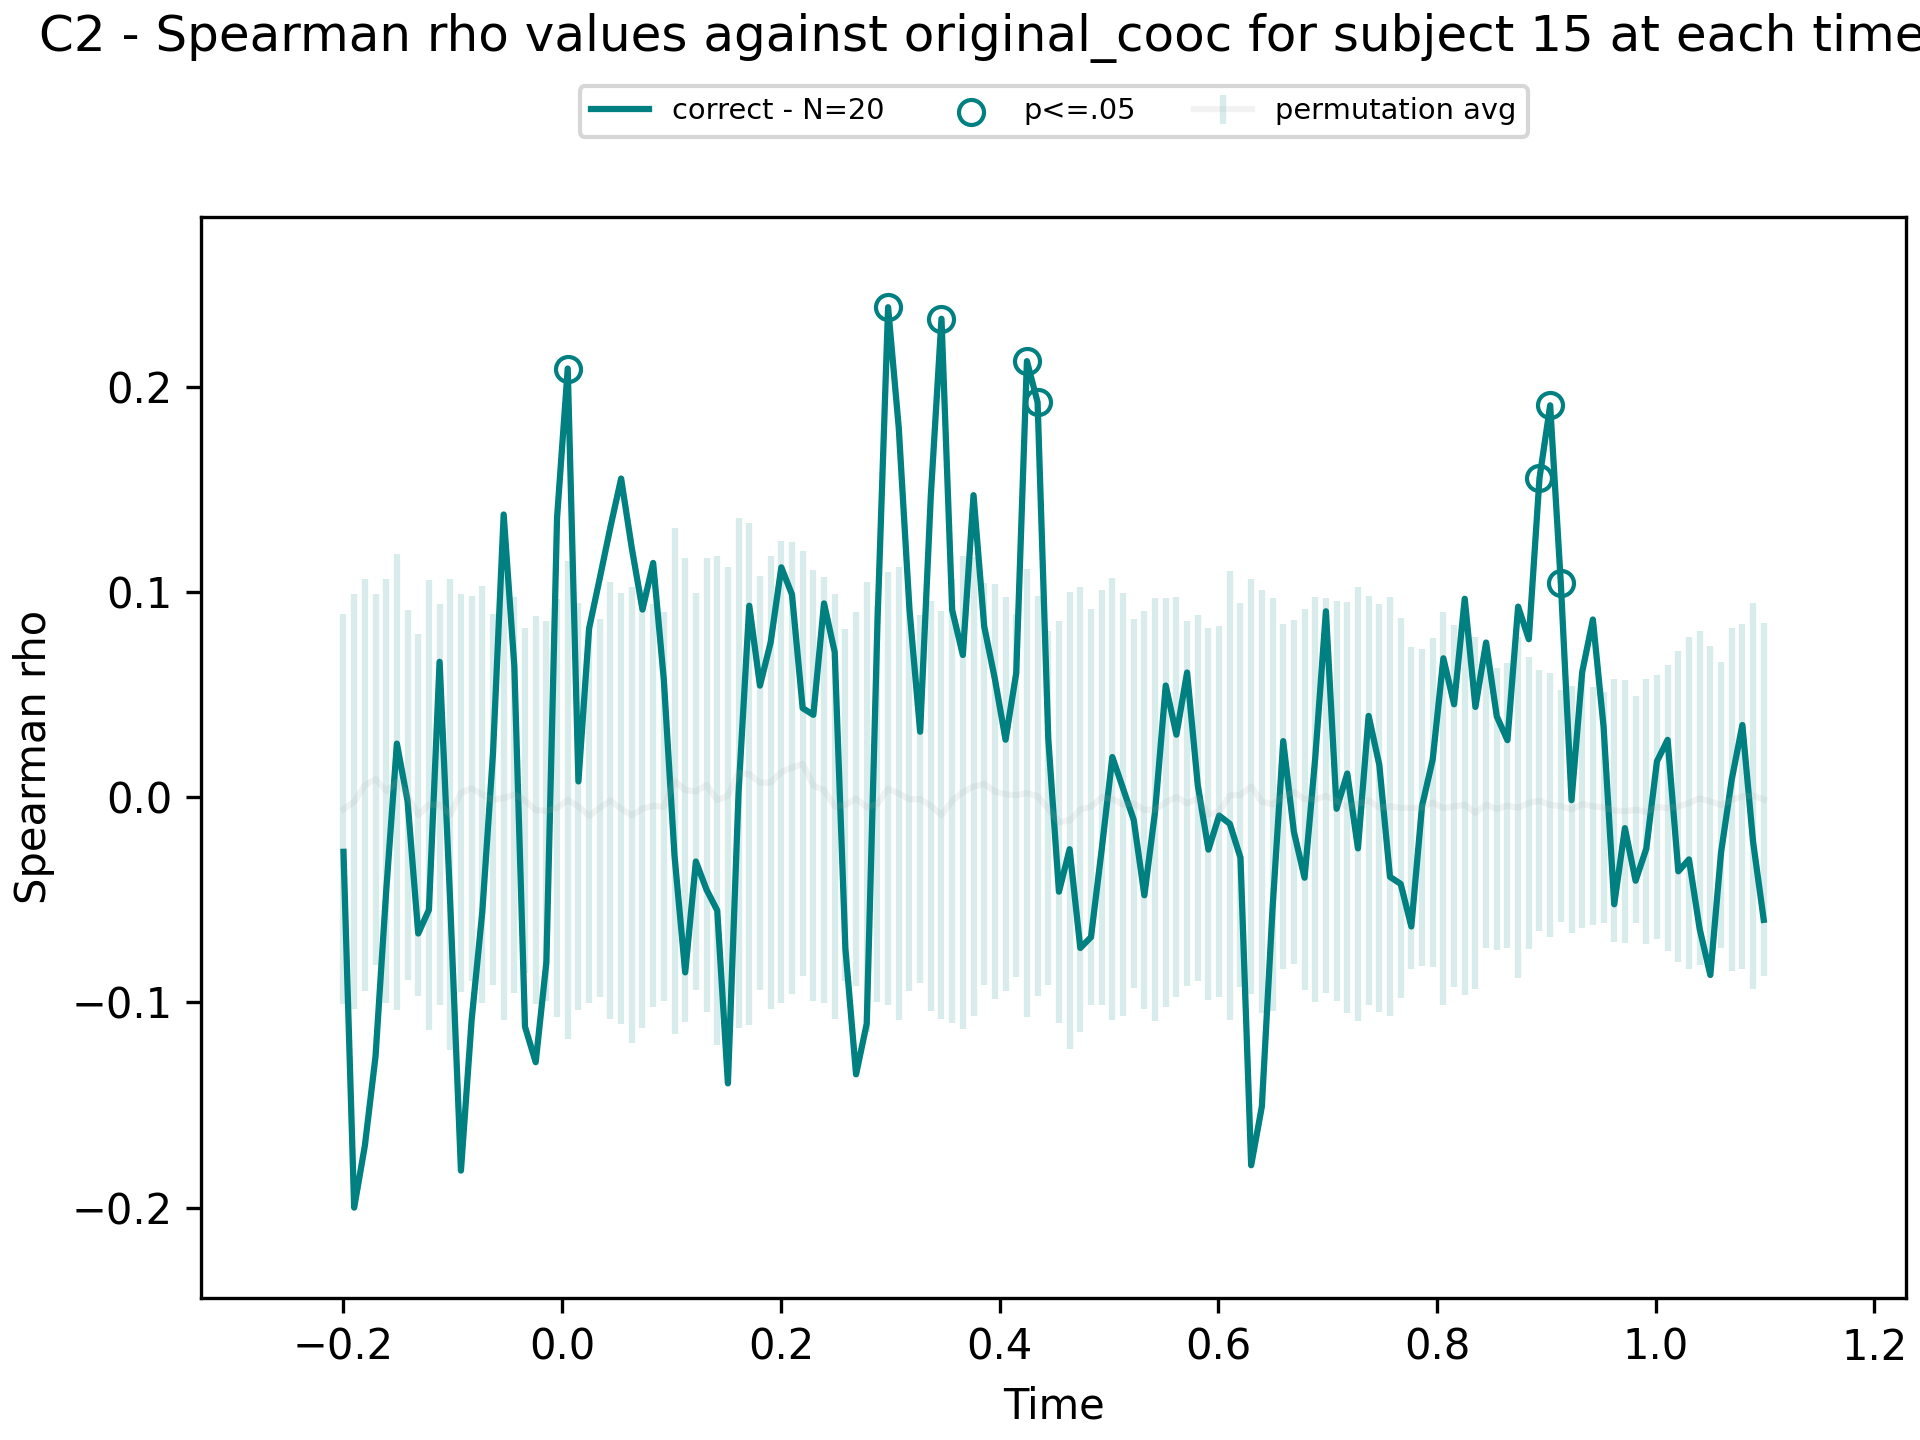 C2 - Spearman rho values against original_cooc for subject 15 at each time
correct - N=20 p<=.05 permutation avg
Spearman rho
0.2
0.1
0.0
−0.1
−0.2
−0.2 0.0 0.2 0.4 0.6 0.8 1.0 1.2
Time